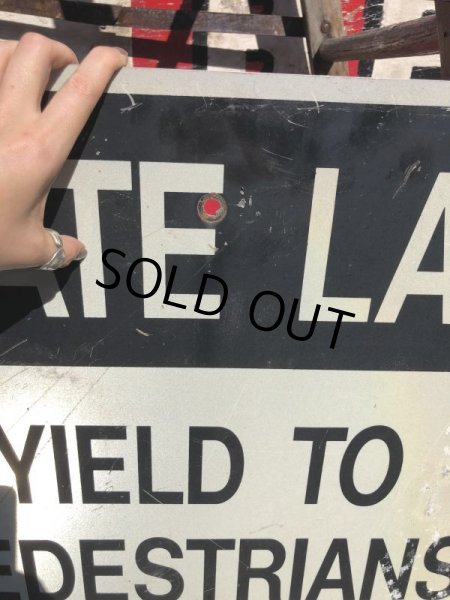 ATE LA
SOLD OUT
YIELD TO
EDESTRIANS